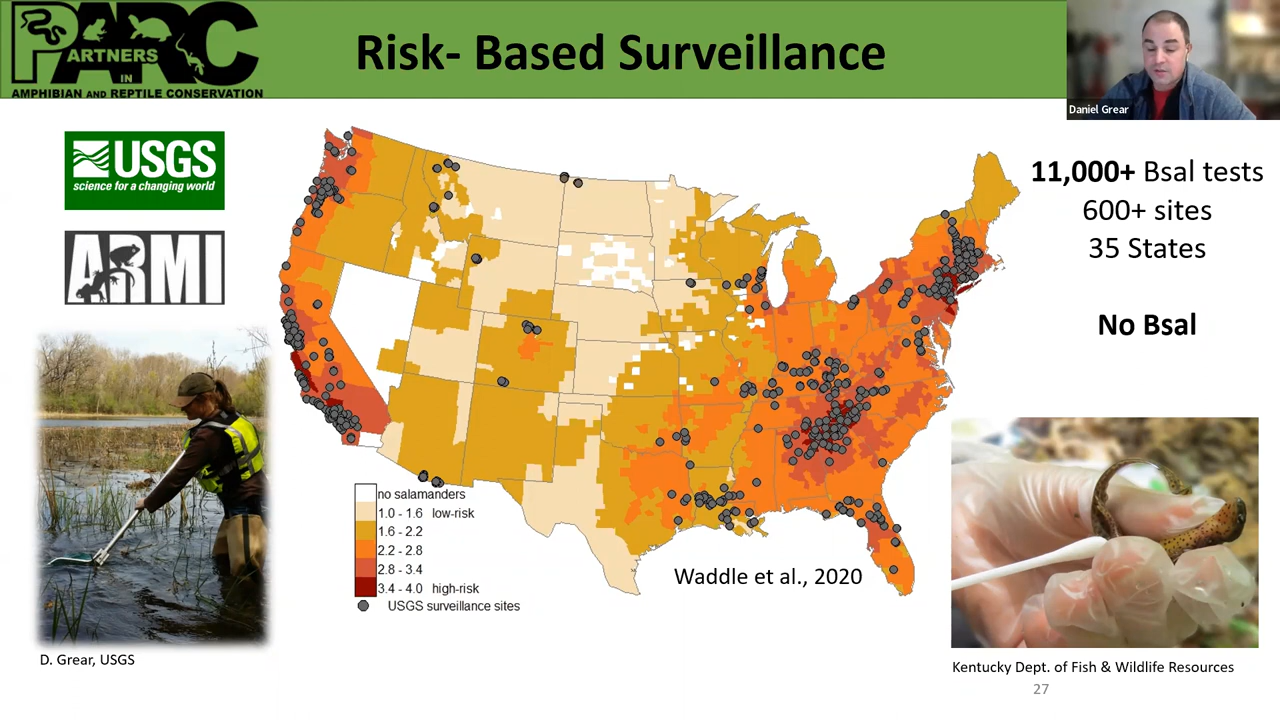 PARC
PARTNERS
IN
AMPHIBIAN AND REPTILE CONSERVATION
Risk- Based Surveillance
Daniel Grear
USGS
science for a changing world
ARMI
11,000+ Bsal tests
600+ sites
35 States
No Bsal
no salamanders
1.0 - 1.6 low-risk
1.6 - 2.2
2.2 - 2.8
2.8 - 3.4
3.4 - 4.0 high-risk
USGS surveillance sites
Waddle et al., 2020
D. Grear, USGS
Kentucky Dept. of Fish & Wildlife Resources
27